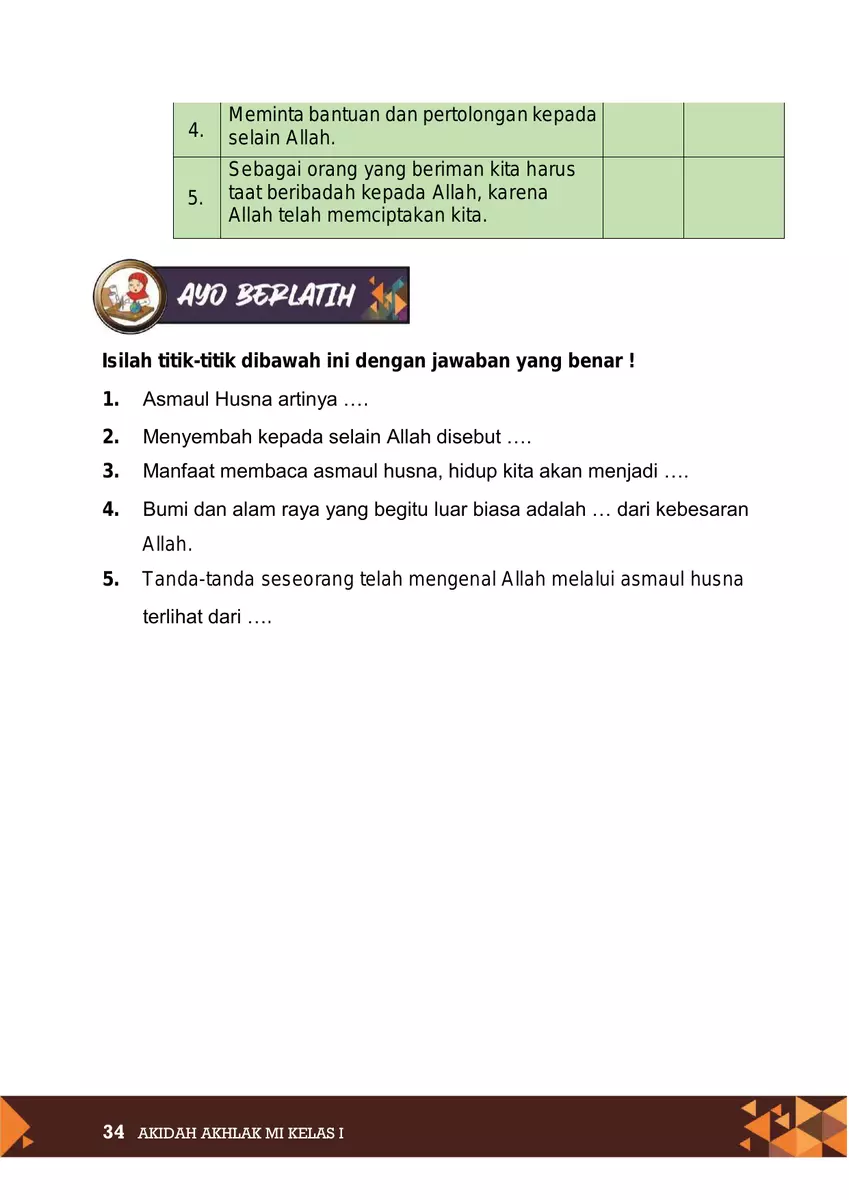 4. Meminta bantuan dan pertolongan kepada
selain Allah.
5. Sebagai orang yang beriman kita harus
taat beribadah kepada Allah, karena
Allah telah memciptakan kita.
AYO BERLATIH
Isilah titik-titik dibawah ini dengan jawaban yang benar !
1. Asmaul Husna artinya ….
2. Menyembah kepada selain Allah disebut ….
3. Manfaat membaca asmaul husna, hidup kita akan menjadi ….
4. Bumi dan alam raya yang begitu luar biasa adalah … dari kebesaran
Allah.
5. Tanda-tanda seseorang telah mengenal Allah melalui asmaul husna
terlihat dari ….
34 AKIDAH AKHLAK MI KELAS I